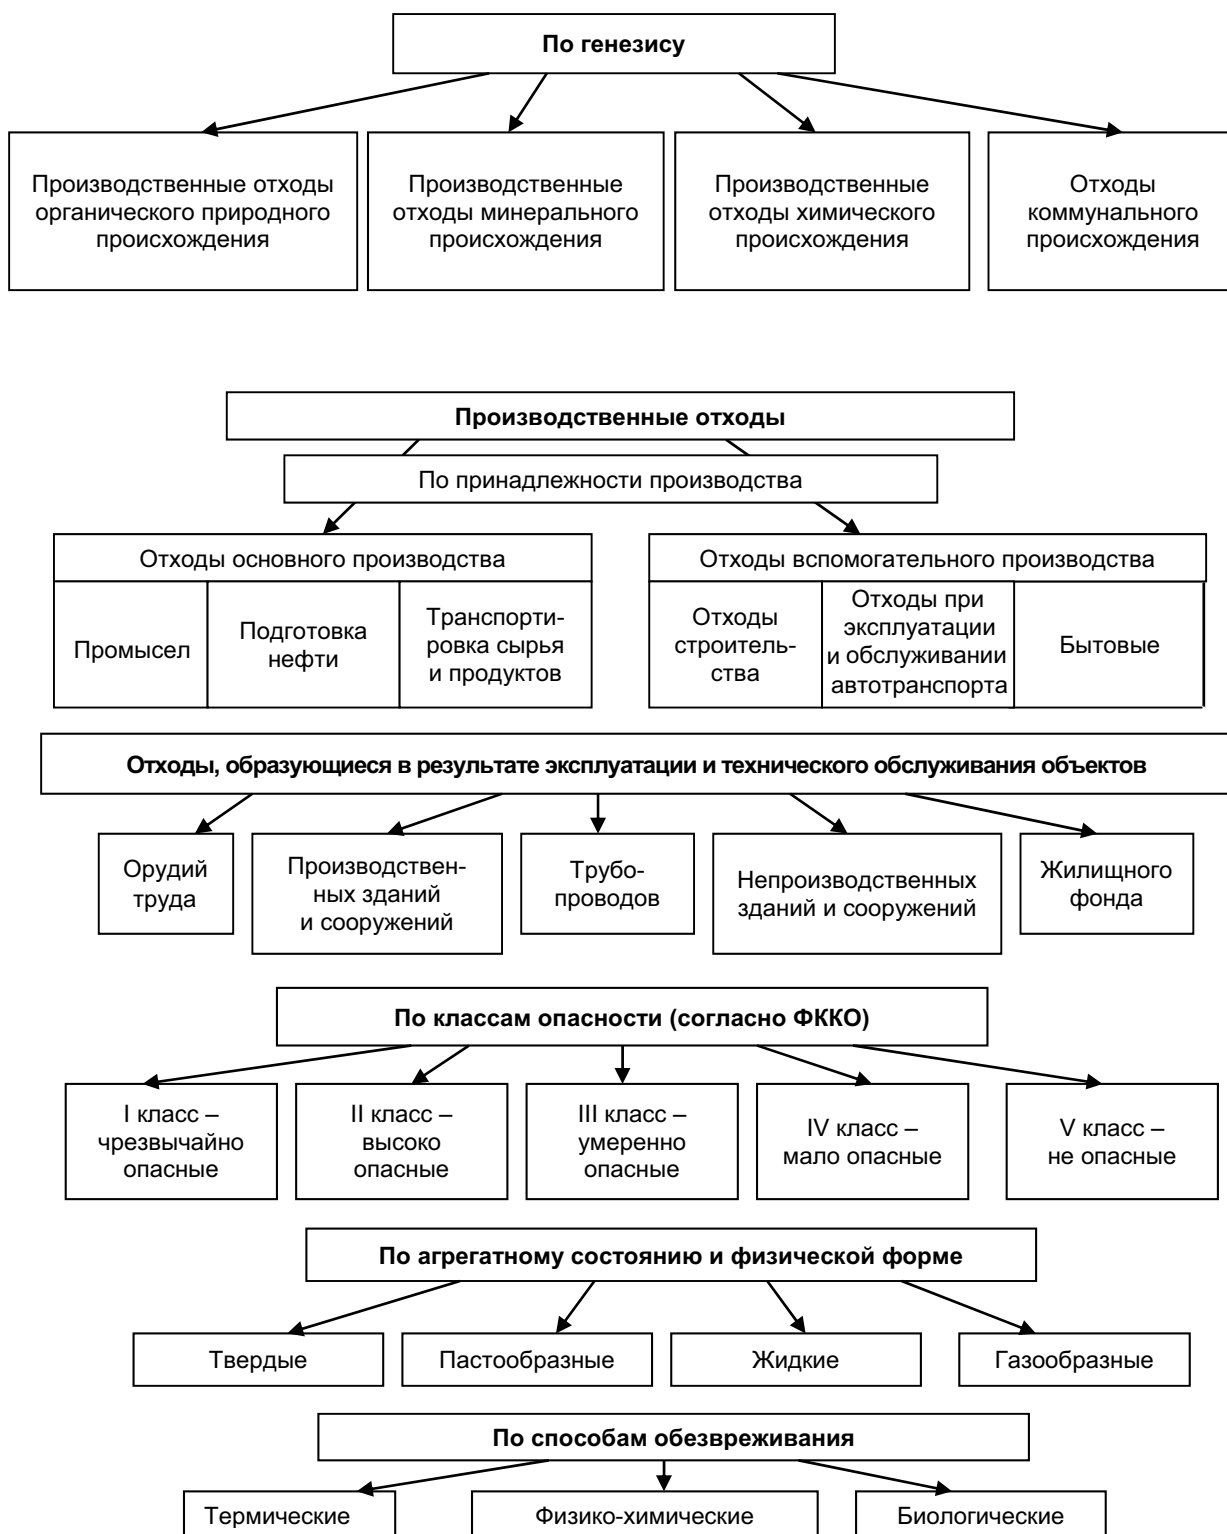 По генезису
Производственные отходы
органического природного
происхождения
Производственные
отходы минерального
происхождения
Производственные
отходы химического
происхождения
Отходы
коммунального
происхождения
Производственные отходы
По принадлежности производства
Отходы основного производства
Промысел
Подготовка
нефти
Транспорти-
ровка сырья
и продуктов
Отходы вспомогательного производства
Отходы
строитель-
ства
Отходы при
эксплуатации
и обслуживании
автотранспорта
Бытовые
Отходы, образующиеся в результате эксплуатации и технического обслуживания объектов
Орудий
труда
Производствен-
ных зданий
и сооружений
Трубо-
проводов
Непроизводственных
зданий и сооружений
Жилищного
фонда
По классам опасности (согласно ФККО)
I класс –
чрезвычайно
опасные
II класс –
высоко
опасные
III класс –
умеренно
опасные
IV класс –
мало опасные
V класс –
не опасные
По агрегатному состоянию и физической форме
Твердые
Пастообразные
Жидкие
Газообразные
По способам обезвреживания
Термические
Физико-химические
Биологические